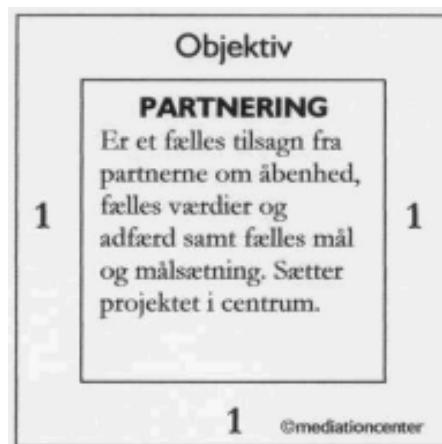 Objektiv
PARTNERING
Er et fælles tilsagn fra
partnerne om åbenhed,
fælles værdier og
adfærd samt fælles mål
og målsætning. Sætter
projektet i centrum.
1
1
1
©mediationcenter